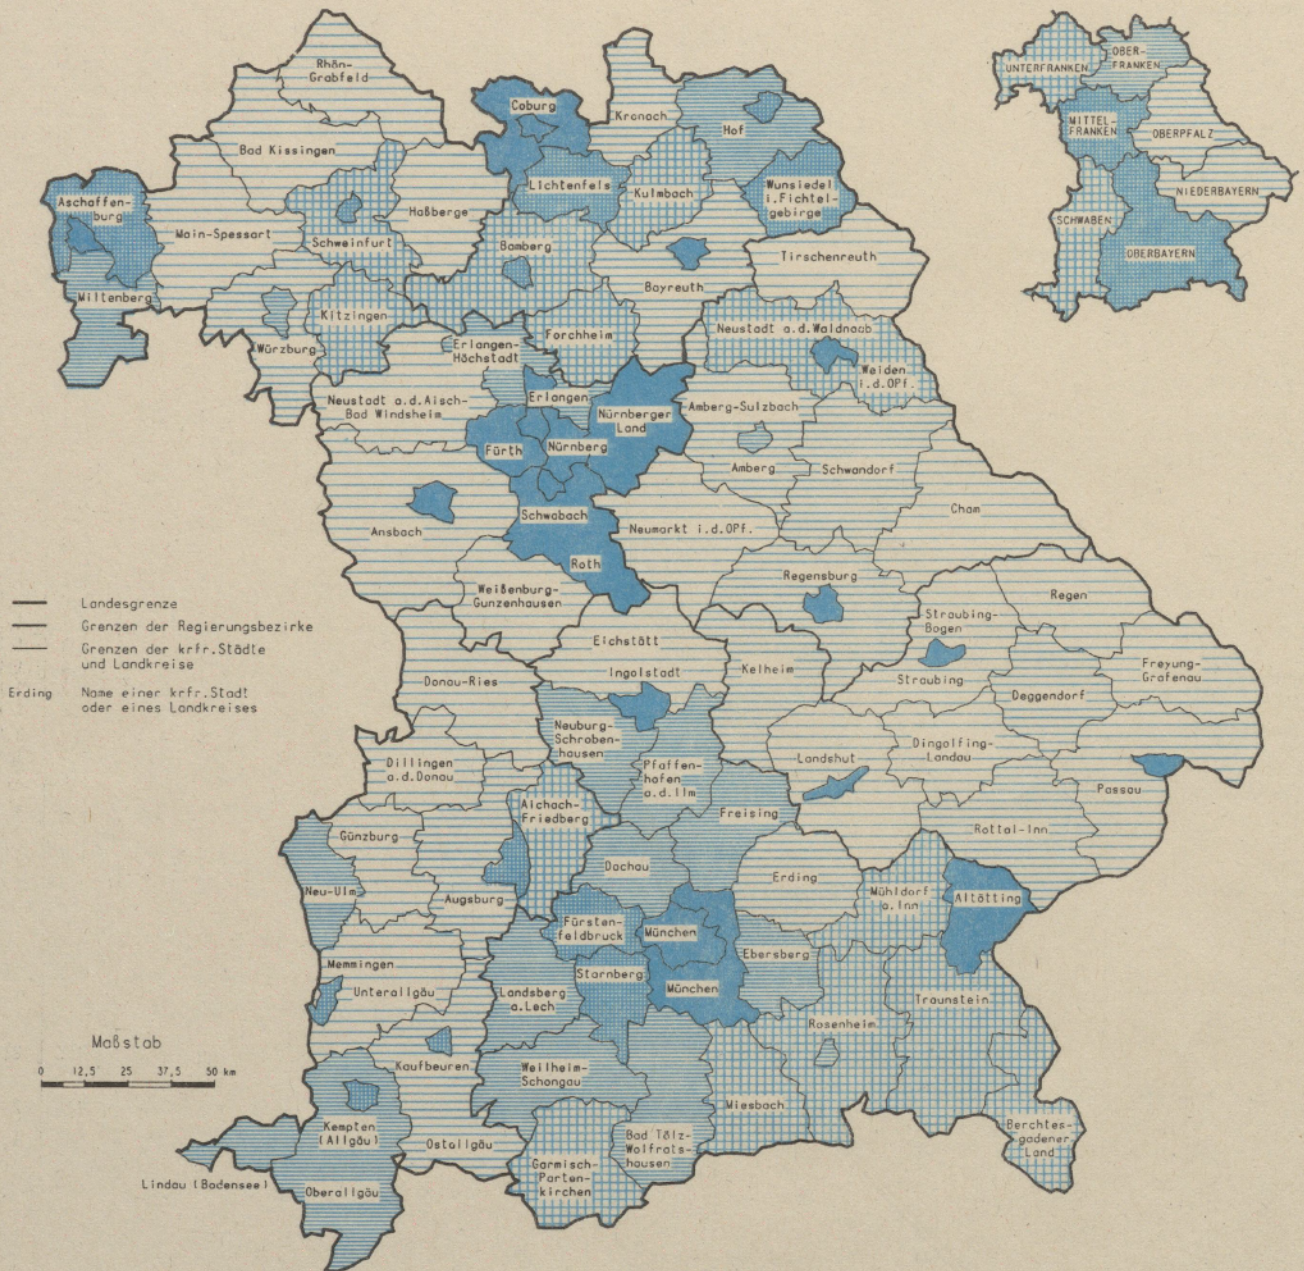 Rhön-
Grabfeld
Coburg
Kronach
Hof
Bad Kissingen
Lichtenfels
Kulmbach
Wunsiedel
i.Fichtel-
gebirge
Aschaffen-
burg
Haßberge
Main-Spessart
Schweinfurt
Bamberg
Tirschenreuth
Miltenberg
Bayreuth
Kitzingen
Würzburg
Forchheim
Neustadt a.d.Waldnaab
Erlangen-
Höchstadt
Weiden
i.d.OPf.
Neustadt a.d.Aisch-
Bad Windsheim
Erlangen
Nürnberger
Land
Amberg-Sulzbach
Fürth
Nürnberg
Amberg
Schwandorf
Ansbach
Schwabach
Neumarkt i.d.OPf.
Cham
Roth
Regensburg
Weißenburg-
Gunzenhausen
Straubing-
Bogen
Regen
Eichstätt
Ingolstadt
Kelheim
Straubing
Freyung-
Grafenau
Donau-Ries
Deggendorf
Neuburg-
Schroben-
hausen
Dingolfing-
Landau
Dillingen
a.d.Donau
Pfaffen-
hofen
a.d.Ilm
Landshut
Passau
Aichach-
Friedberg
Freising
Günzburg
Rottal-Inn
Dachau
Neu-Ulm
Erding
Augsburg
Mühldorf
a.Inn
Altötting
Fürsten-
feldbruck
München
Ebersberg
Memmingen
Starnberg
Unterallgäu
Landsberg
a.Lech
München
Traunstein
Rosenheim
Kaufbeuren
Weilheim-
Schongau
Miesbach
Kempten
(Allgäu)
Ostallgäu
Bad Tölz-
Wolfrats-
hausen
Berchtes-
gadener
Land
Garmisch-
Parten-
kirchen
Lindau (Bodensee)
Oberallgäu
UNTERFRANKEN
OBER-
FRANKEN
MITTEL-
FRANKEN
OBERPFALZ
NIEDERBAYERN
SCHWABEN
OBERBAYERN
Landesgrenze
Grenzen der Regierungsbezirke
Grenzen der krfr.Städte
und Landkreise
Erding Name einer krfr.Stadt
oder eines Landkreises
Maßstab
0 12,5 25 37,5 50 km